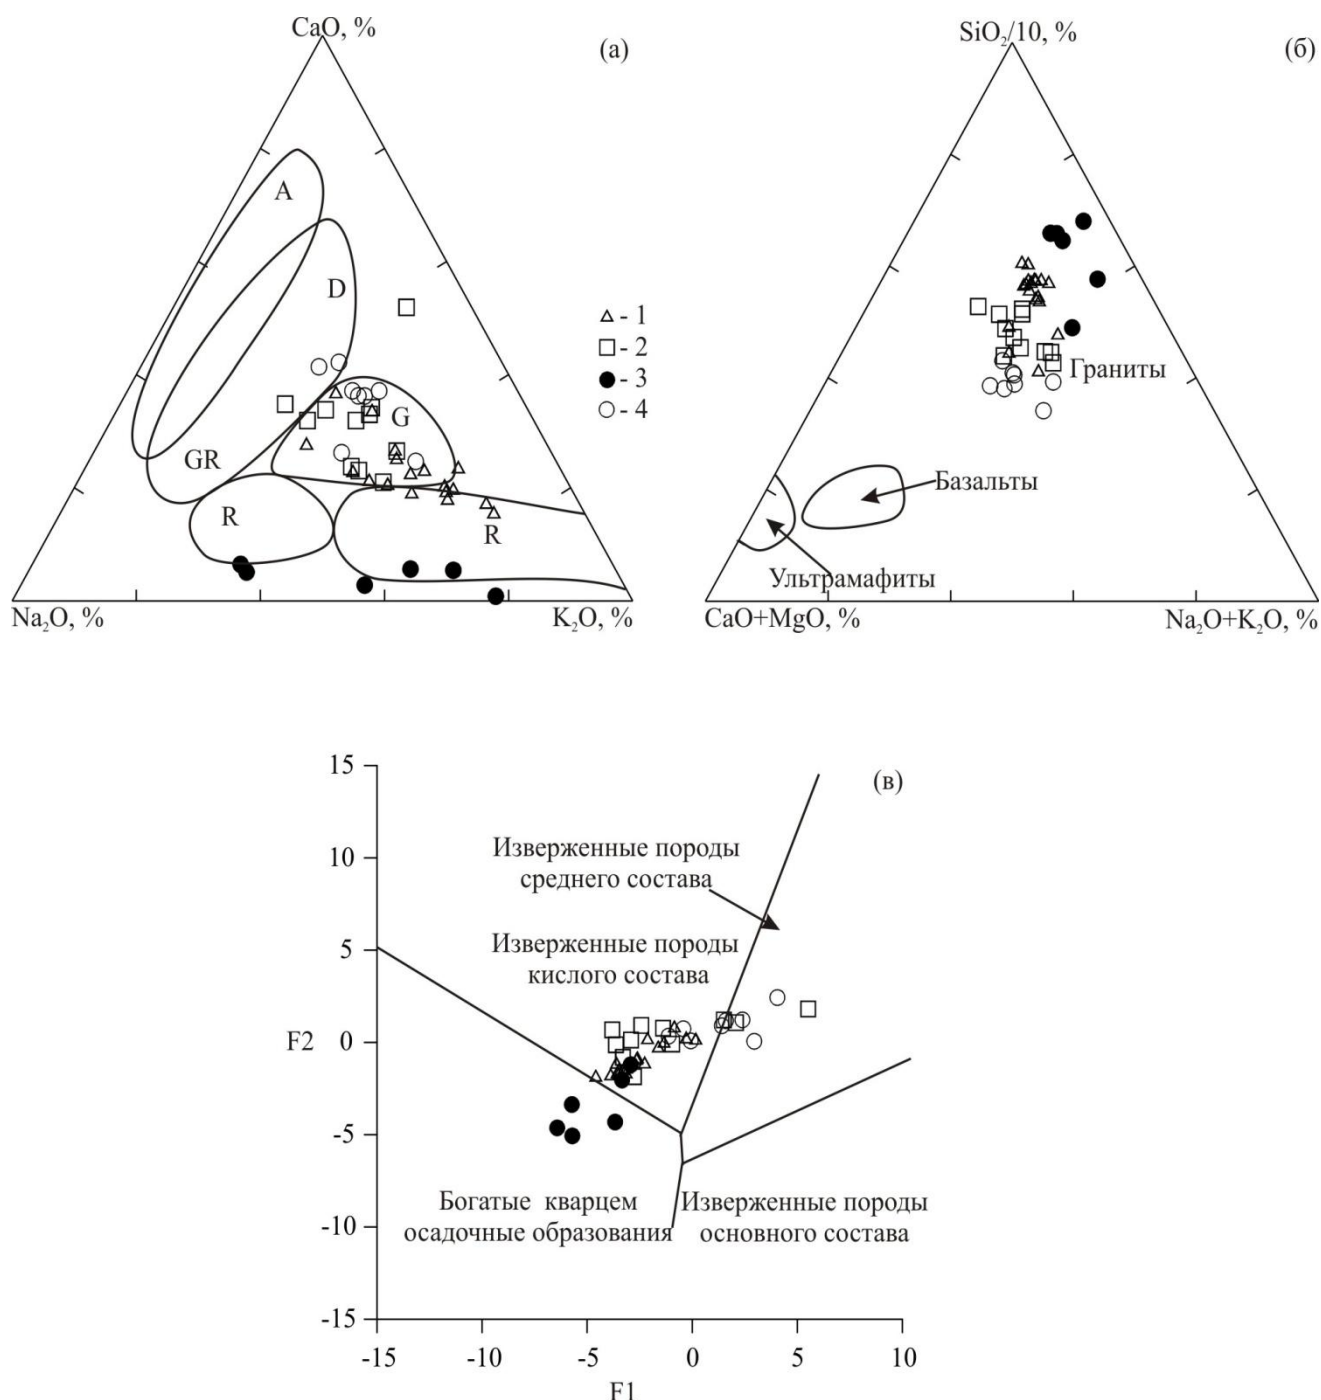 CaO, %
(а)
A
D
G
GR
R
R
Na₂O, %
K₂O, %
- 1
- 2
- 3
- 4
SiO₂/10, %
(б)
Граниты
Базальты
Ультрамафиты
CaO+MgO, %
Na₂O+K₂O, %
(в)
15
10
5
F2
0
-5
-10
-15
Изверженные породы
среднего состава
Изверженные породы
кислого состава
Богатые кварцем
осадочные образования
Изверженные породы
основного состава
-15
-10
-5
0
5
10
F1